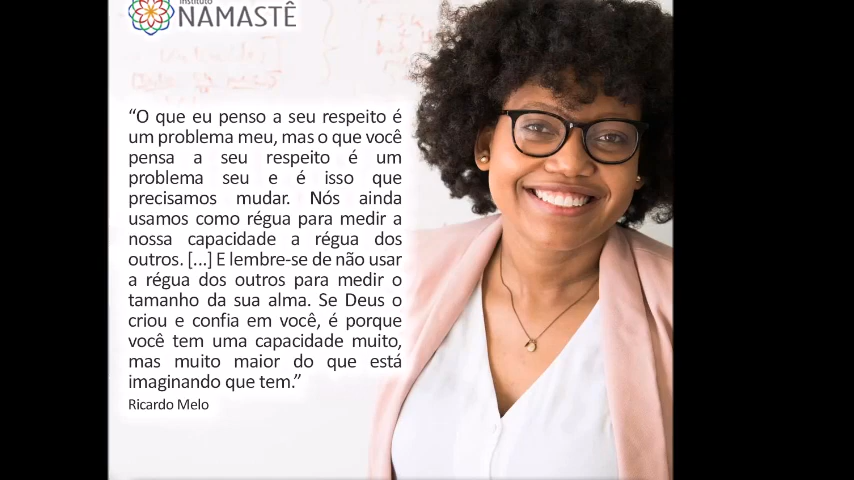 Instituto
NAMASTÊ
“O que eu penso a seu respeito é
um problema meu, mas o que você
pensa a seu respeito é um
problema seu e é isso que
precisamos mudar. Nós ainda
usamos como régua para medir a
nossa capacidade a régua dos
outros. [...] E lembre-se de não usar
a régua dos outros para medir o
tamanho da sua alma. Se Deus o
criou e confia em você, é porque
você tem uma capacidade muito,
mas muito maior do que está
imaginando que tem.”
Ricardo Melo